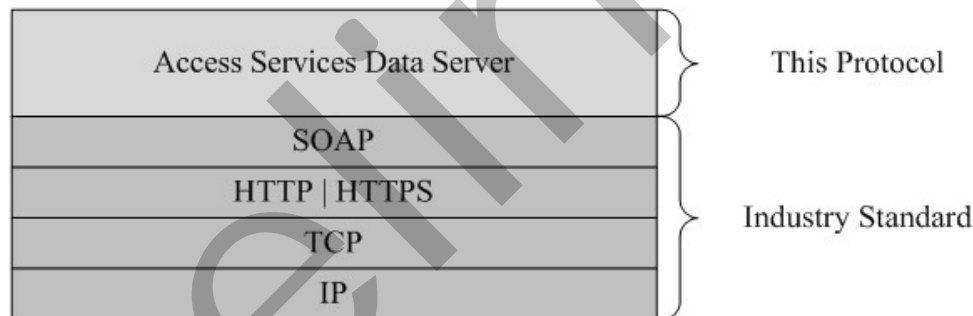 Access Services Data Server
This Protocol
SOAP
HTTP | HTTPS
TCP
IP
Industry Standard